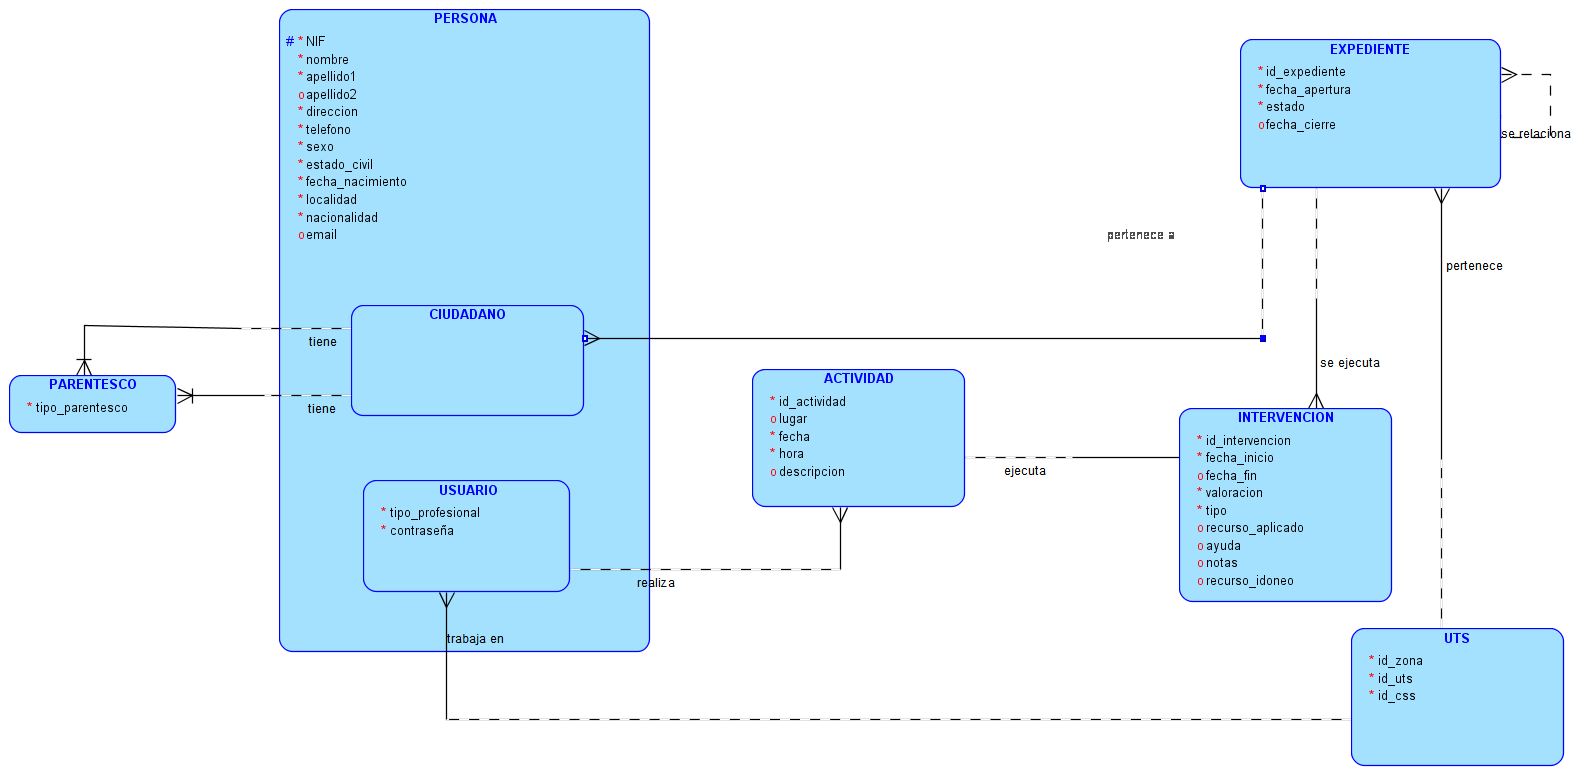 PERSONA
# * NIF
* nombre
* apellido1
o apellido2
* direccion
* telefono
* sexo
* estado_civil
* fecha_nacimiento
* localidad
* nacionalidad
o email
EXPEDIENTE
* id_expediente
* fecha_apertura
* estado
o fecha_cierre
se relaciona
pertenece a
pertenece
CIUDADANO
tiene
tiene
PARENTESCO
* tipo_parentesco
se ejecuta
ACTIVIDAD
* id_actividad
o lugar
* fecha
* hora
o descripcion
ejecuta
INTERVENCION
* id_intervencion
* fecha_inicio
o fecha_fin
* valoracion
* tipo
o recurso_aplicado
o ayuda
o notas
o recurso_idoneo
USUARIO
* tipo_profesional
* contraseña
realiza
trabaja en
UTS
* id_zona
* id_uts
* id_css